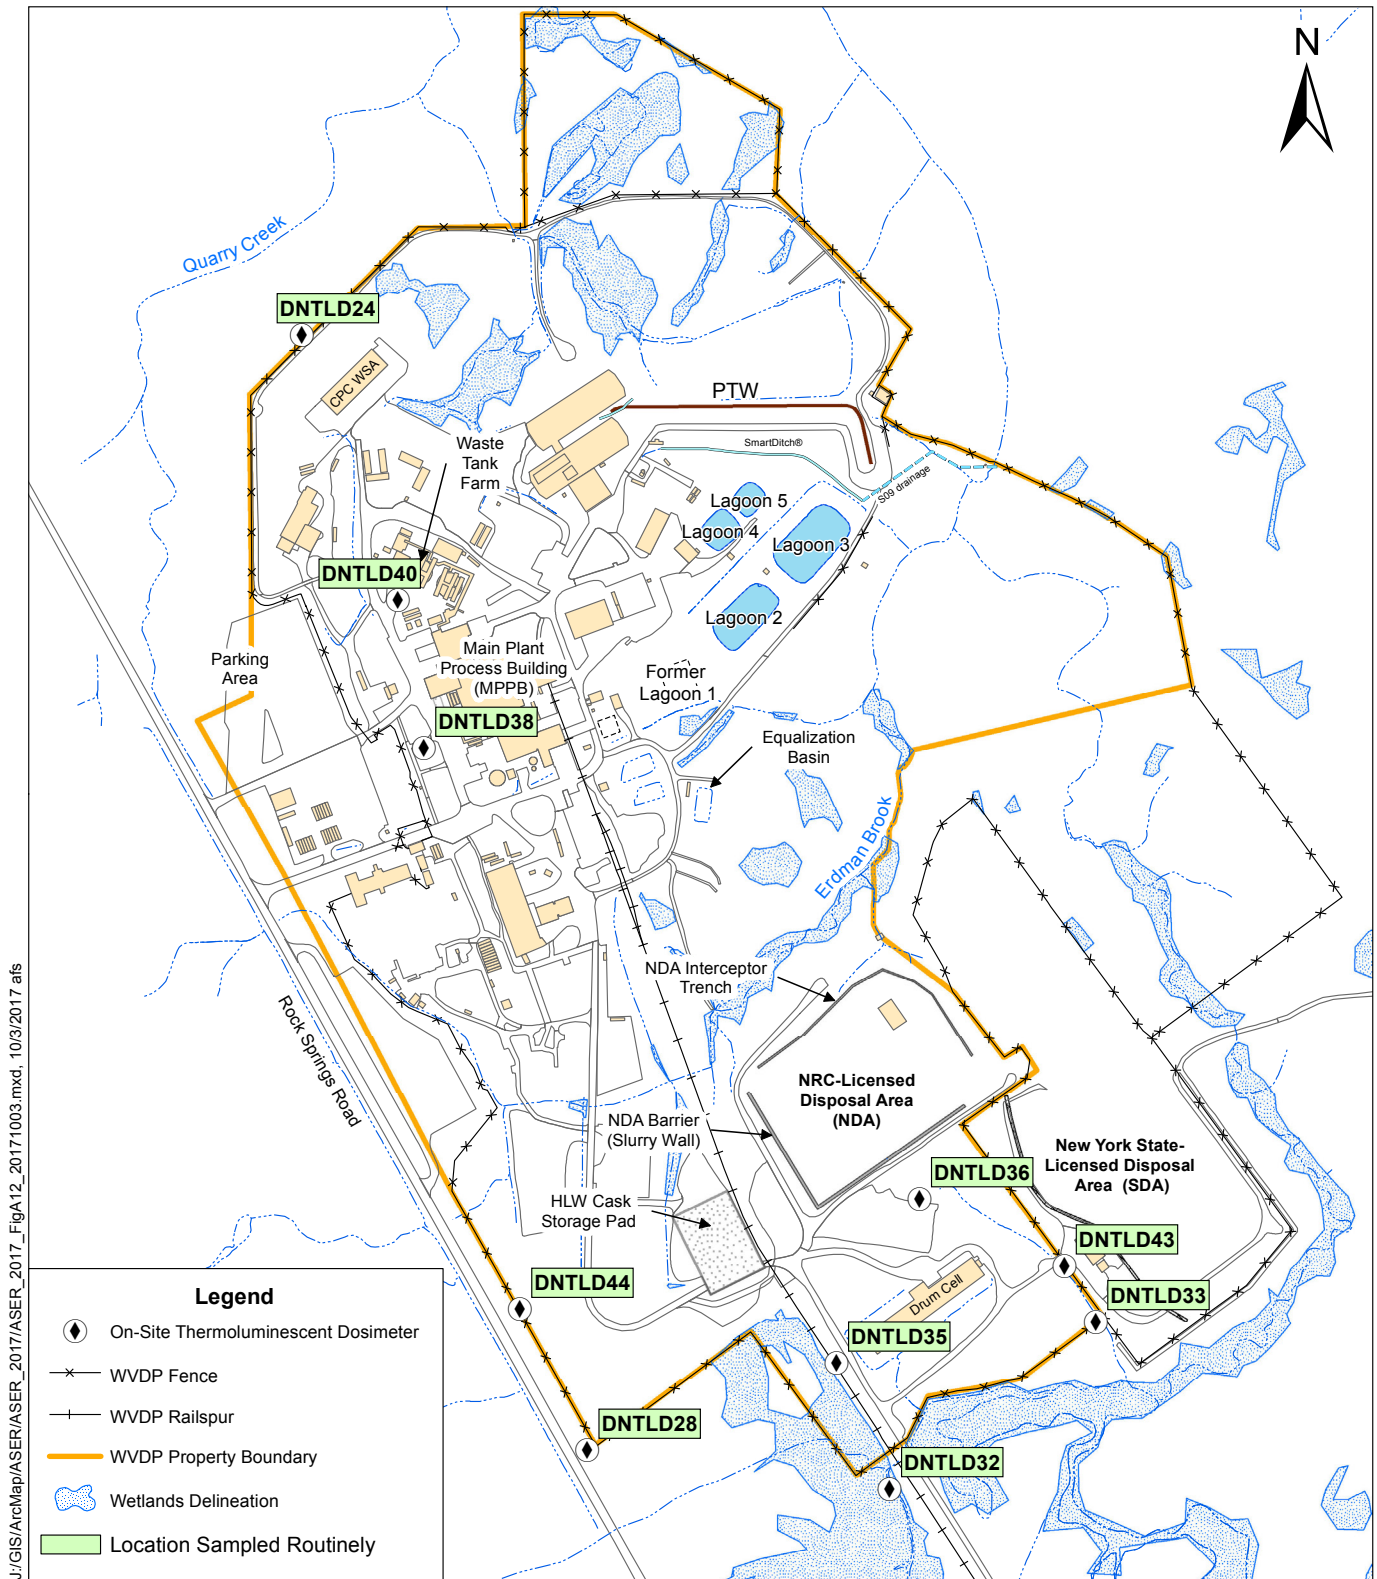 N
Quarry Creek
DNTLD24
CPC WSA
PTW
Waste
Tank
Farm
SmartDitch®
S09 drainage
Lagoon 5
Lagoon 4
Lagoon 3
DNTLD40
Lagoon 2
Main Plant
Process Building
(MPPB)
Parking
Area
Former
Lagoon 1
DNTLD38
Equalization
Basin
Erdman Brook
NDA Interceptor
Trench
Rock Springs Road
NRC-Licensed
Disposal Area
(NDA)
NDA Barrier
(Slurry Wall)
New York State-
Licensed Disposal
Area (SDA)
DNTLD36
HLW Cask
Storage Pad
DNTLD43
DNTLD44
Drum Cell
DNTLD33
DNTLD35
DNTLD28
DNTLD32
Legend
On-Site Thermoluminescent Dosimeter
WVDP Fence
WVDP Railspur
WVDP Property Boundary
Wetlands Delineation
Location Sampled Routinely
J:/GIS/ArcMap/ASER/ASER_2017/ASER_2017_FigA12_20171003.mxd, 10/3/2017 afs